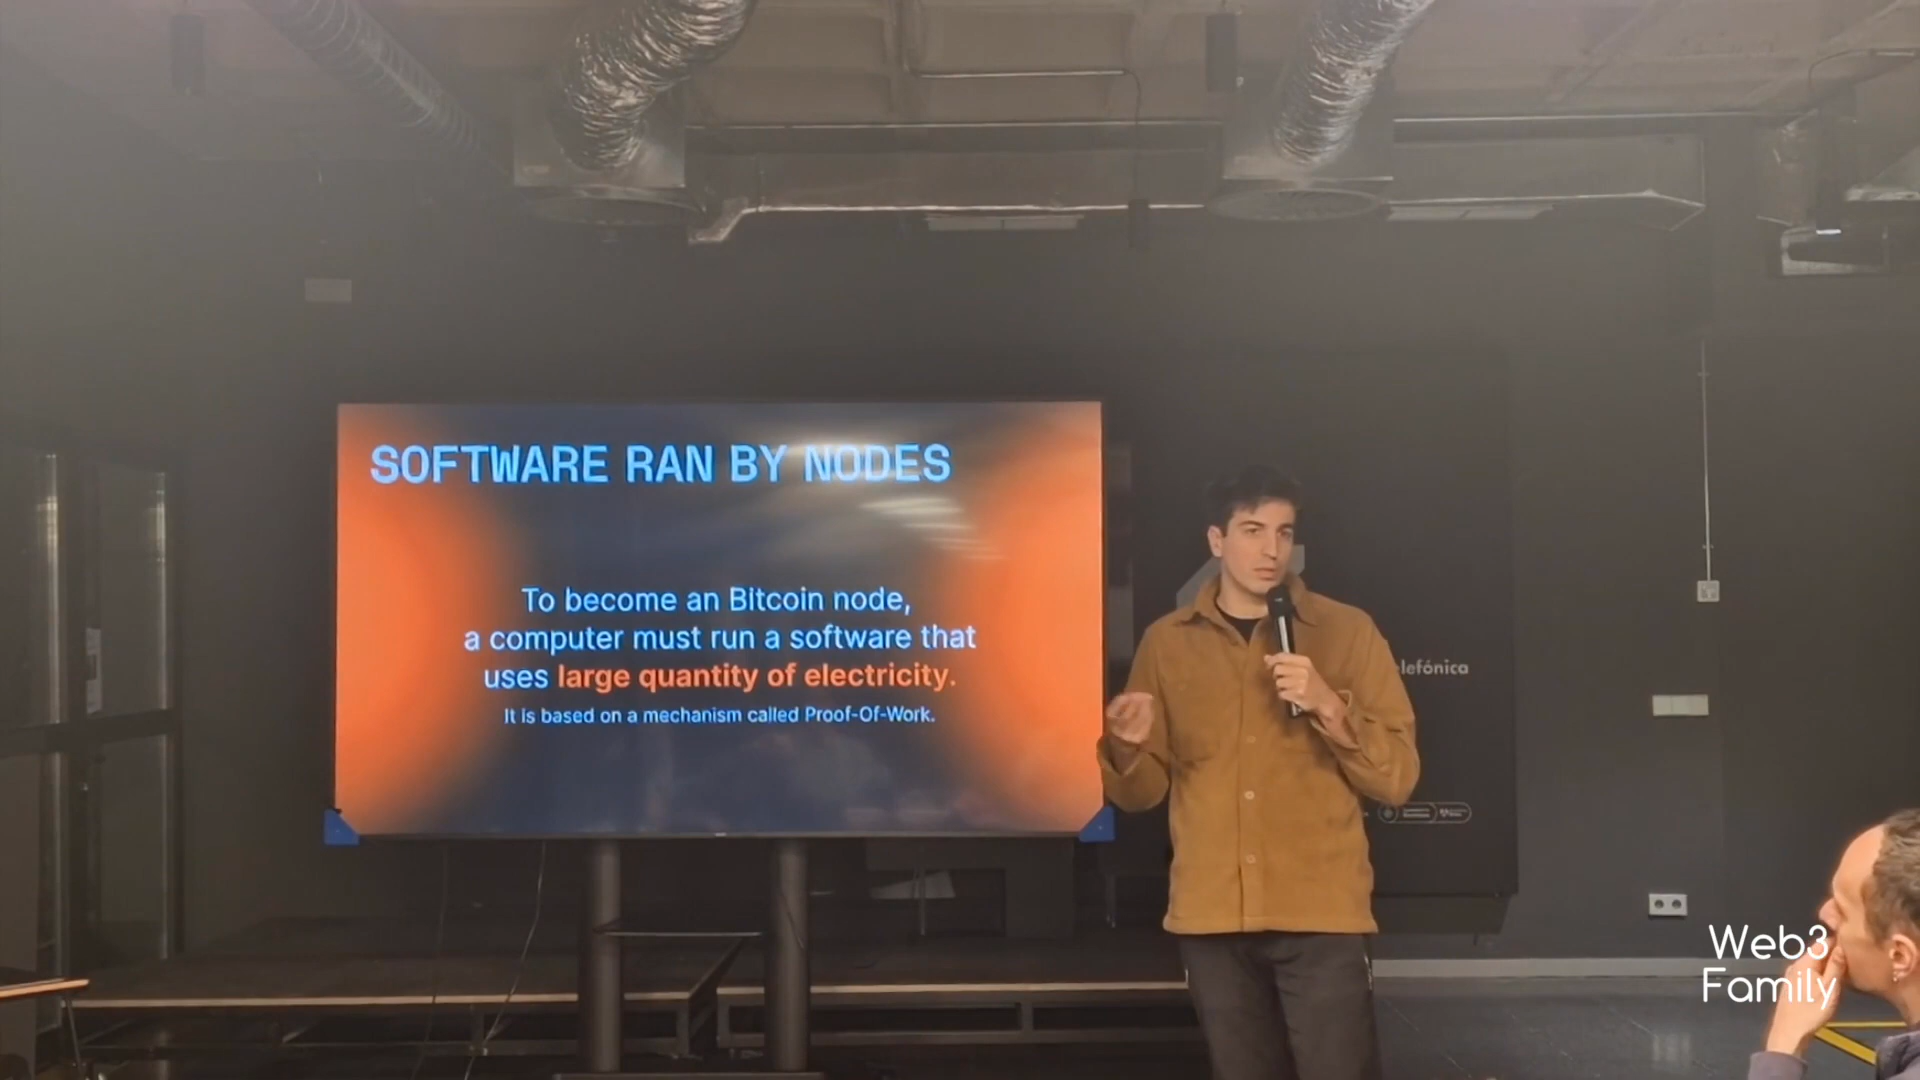 SOFTWARE RAN BY NODES
To become an Bitcoin node,
a computer must run a software that
uses large quantity of electricity.
It is based on a mechanism called Proof-Of-Work.
lefónica
Web3
Family